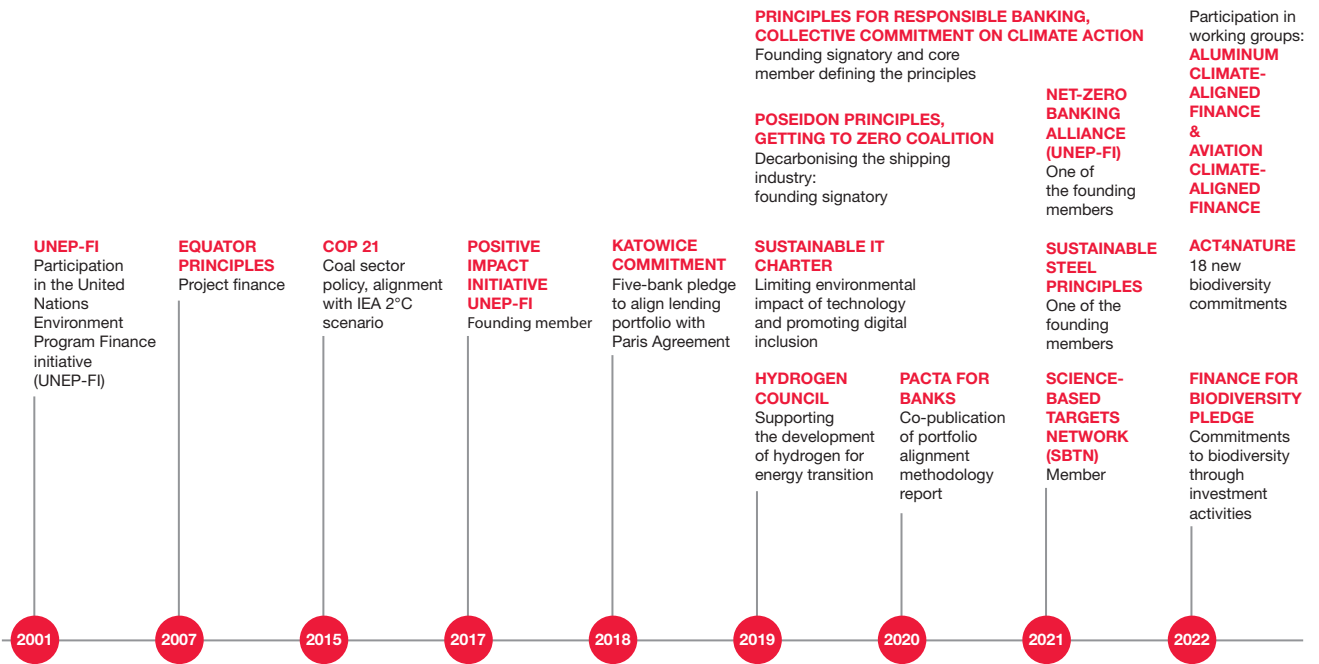 UNEP-FI
Participation
in the United
Nations
Environment
Program Finance
initiative
(UNEP-FI)
EQUATOR
PRINCIPLES
Project finance
COP 21
Coal sector
policy, alignment
with IEA 2°C
scenario
POSITIVE
IMPACT
INITIATIVE
UNEP-FI
Founding member
KATOWICE
COMMITMENT
Five-bank pledge
to align lending
portfolio with
Paris Agreement
PRINCIPLES FOR RESPONSIBLE BANKING,
COLLECTIVE COMMITMENT ON CLIMATE ACTION
Founding signatory and core
member defining the principles
POSEIDON PRINCIPLES,
GETTING TO ZERO COALITION
Decarbonising the shipping
industry:
founding signatory
SUSTAINABLE IT
CHARTER
Limiting environmental
impact of technology
and promoting digital
inclusion
HYDROGEN
COUNCIL
Supporting
the development
of hydrogen for
energy transition
PACTA FOR
BANKS
Co-publication
of portfolio
alignment
methodology
report
NET-ZERO
BANKING
ALLIANCE
(UNEP-FI)
One of
the founding
members
SUSTAINABLE
STEEL
PRINCIPLES
One of the
founding
members
SCIENCE-
BASED
TARGETS
NETWORK
(SBTN)
Member
Participation in
working groups:
ALUMINUM
CLIMATE-
ALIGNED
FINANCE
&
AVIATION
CLIMATE-
ALIGNED
FINANCE
ACT4NATURE
18 new
biodiversity
commitments
FINANCE FOR
BIODIVERSITY
PLEDGE
Commitments
to biodiversity
through
investment
activities
2001
2007
2015
2017
2018
2019
2020
2021
2022